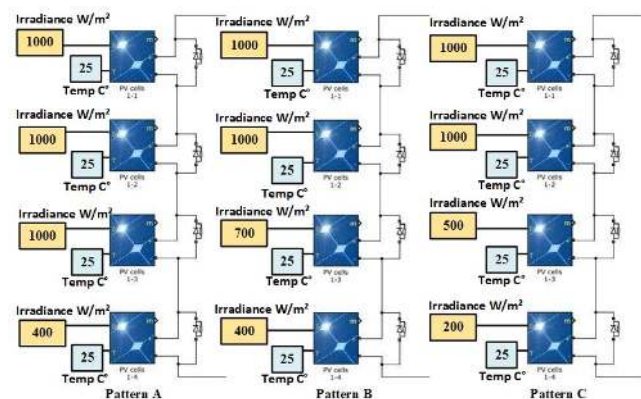 Irradiance W/m²
1000
25
Temp C°
PV cells
1-1
Irradiance W/m²
1000
25
Temp C°
PV cells
1-2
Irradiance W/m²
1000
25
Temp C°
PV cells
1-3
Irradiance W/m²
400
25
Temp C°
PV cells
1-4
Pattern A
Irradiance W/m²
1000
25
Temp C°
PV cells
1-1
Irradiance W/m²
1000
25
Temp C°
PV cells
1-2
Irradiance W/m²
700
25
Temp C°
PV cells
1-3
Irradiance W/m²
400
25
Temp C°
PV cells
1-4
Pattern B
Irradiance W/m²
1000
25
Temp C°
PV cells
1-1
Irradiance W/m²
1000
25
Temp C°
PV cells
1-2
Irradiance W/m²
500
25
Temp C°
PV cells
1-3
Irradiance W/m²
200
25
Temp C°
PV cells
1-4
Pattern C